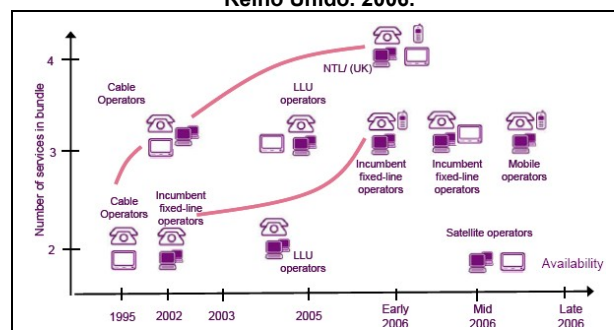 Reino Unido. 2006.
Number of services in bundle
4
3
2
NTL/ (UK)
Cable
Operators
LLU
operators
Incumbent
fixed-line
operators
Incumbent
fixed-line
operators
Mobile
operators
Cable
Operators
Incumbent
fixed-line
operators
LLU
operators
Satellite operators
Availability
1995
2002
2003
2005
Early
2006
Mid
2006
Late
2006